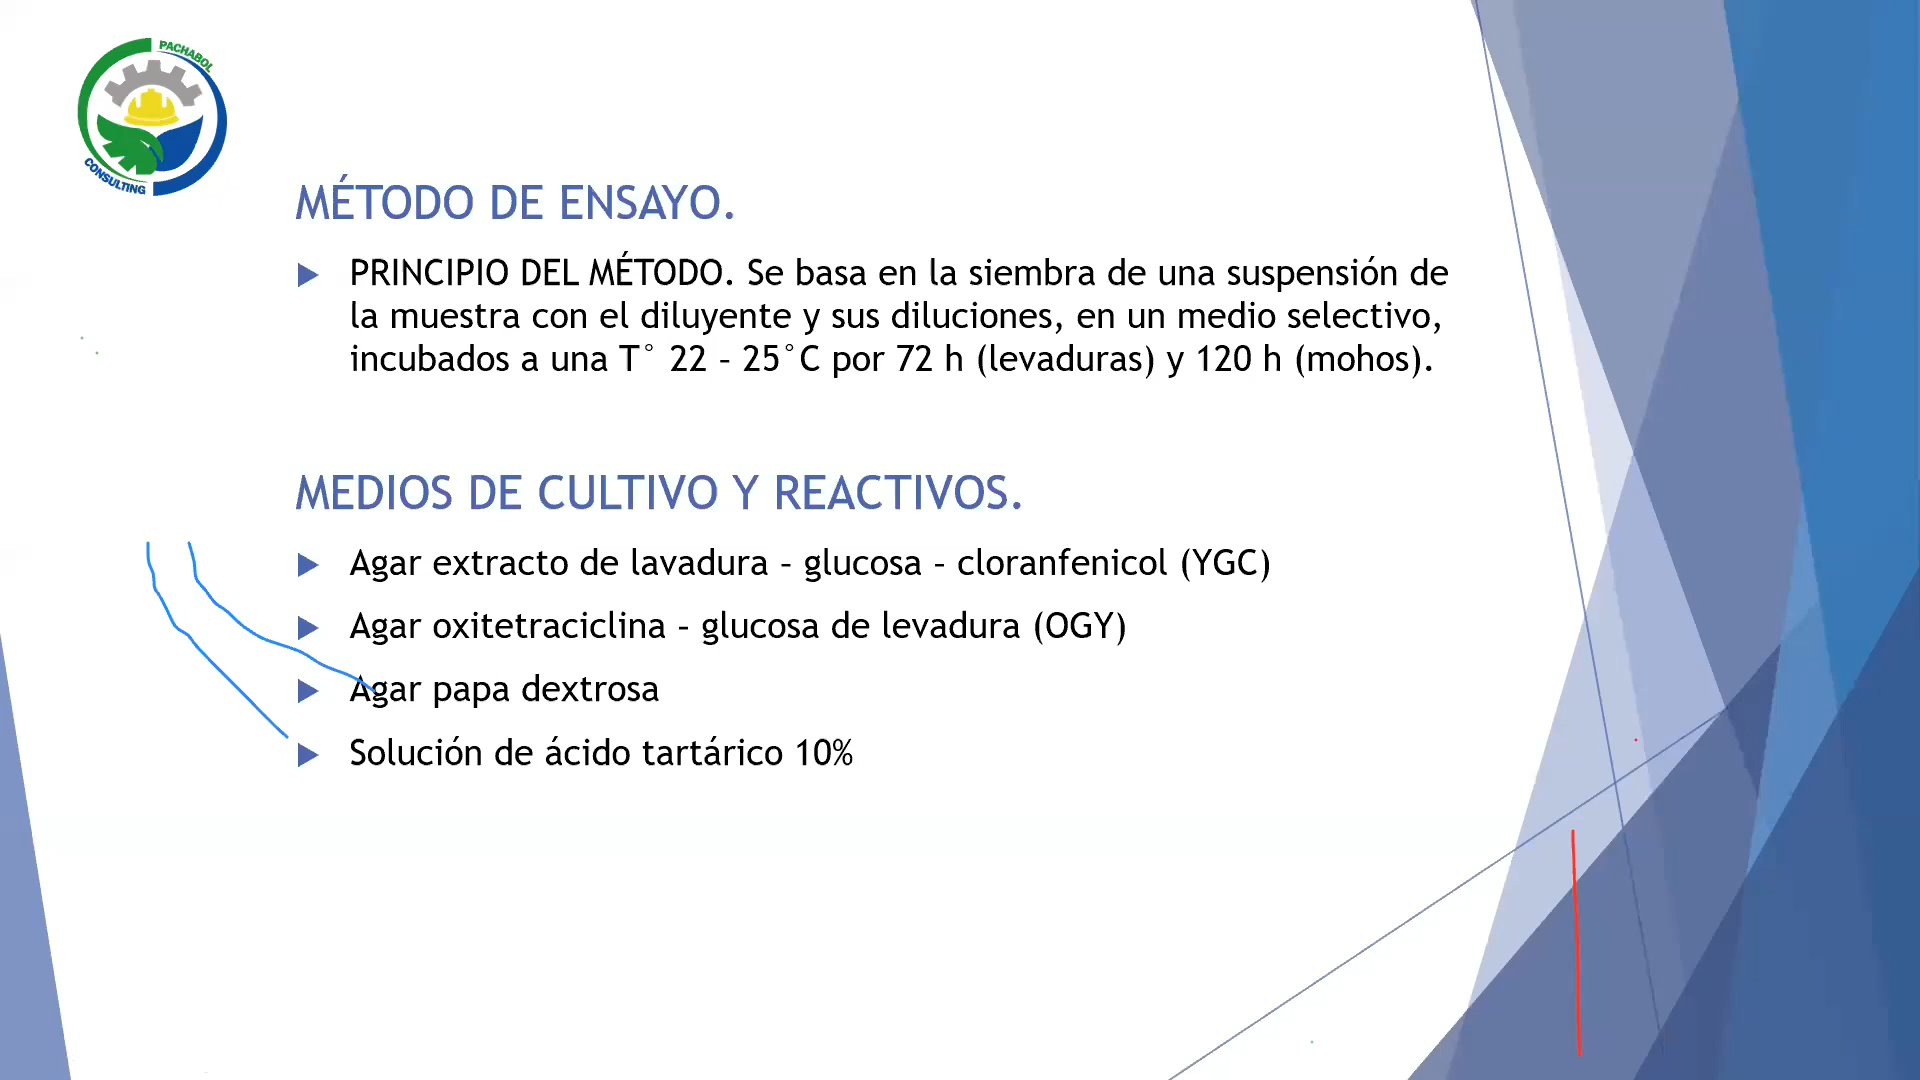 PACHABOL
CONSULTING
MÉTODO DE ENSAYO.
PRINCIPIO DEL MÉTODO. Se basa en la siembra de una suspensión de
la muestra con el diluyente y sus diluciones, en un medio selectivo,
incubados a una T° 22 – 25°C por 72 h (levaduras) y 120 h (mohos).
MEDIOS DE CULTIVO Y REACTIVOS.
Agar extracto de lavadura – glucosa – cloranfenicol (YGC)
Agar oxitetraciclina – glucosa de levadura (OGY)
Agar papa dextrosa
Solución de ácido tartárico 10%